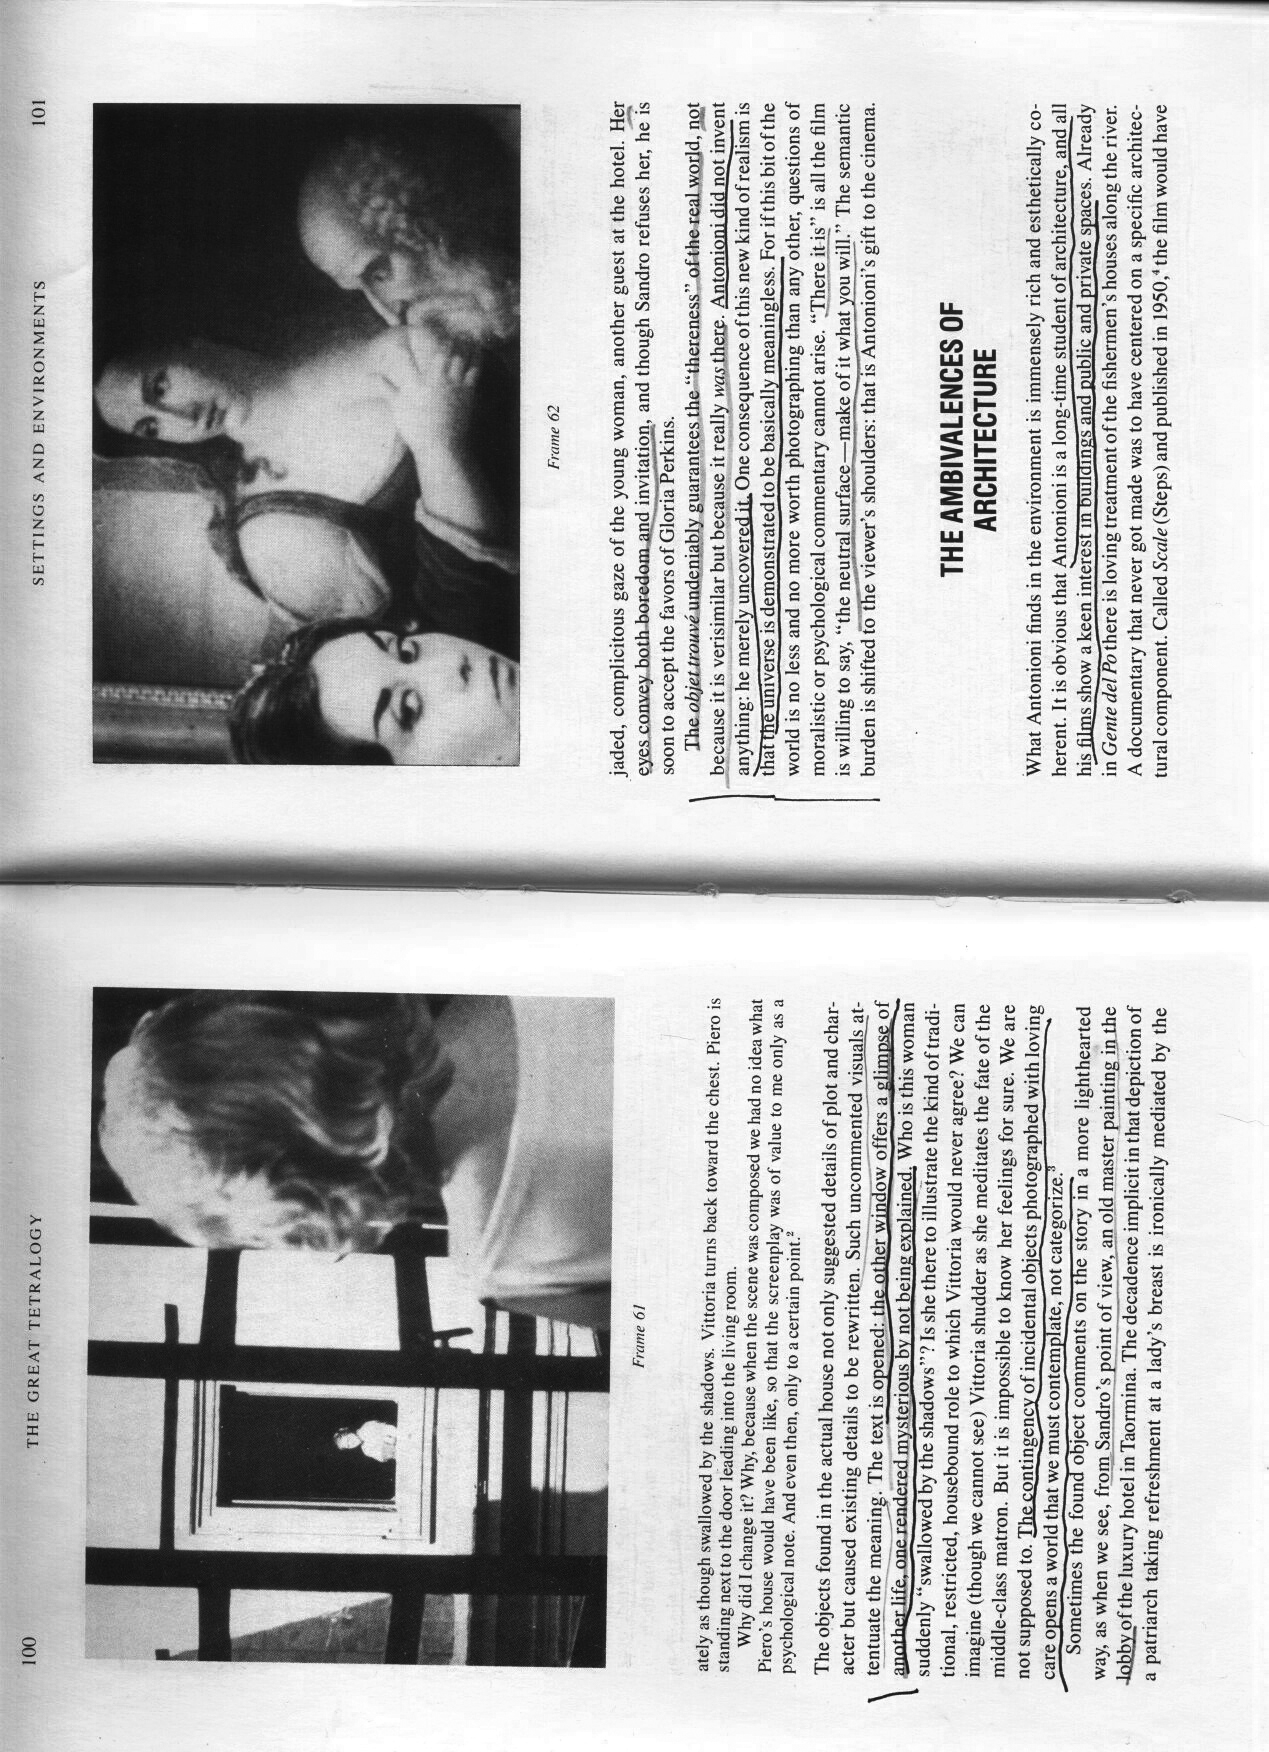 100
THE GREAT TETRALOGY
Frame 61
ately as though swallowed by the shadows. Vittoria turns back toward the chest. Piero is
standing next to the door leading into the living room.
Why did I change it? Why, because when the scene was composed we had no idea what
Piero's house would have been like, so that the screenplay was of value to me only as a
psychological note. And even then, only to a certain point.²
The objects found in the actual house not only suggested details of plot and char-
acter but caused existing details to be rewritten. Such uncommented visuals at-
tentuate the meaning. The text is opened: the other window offers a glimpse of
another life, one rendered mysterious by not being explained. Who is this woman
suddenly "swallowed by the shadows"? Is she there to illustrate the kind of tradi-
tional, restricted, housebound role to which Vittoria would never agree? We can
imagine (though we cannot see) Vittoria shudder as she meditates the fate of the
middle-class matron. But it is impossible to know her feelings for sure. We are
not supposed to. The contingency of incidental objects photographed with loving
care opens a world that we must contemplate, not categorize.³
Sometimes the found object comments on the story in a more lighthearted
way, as when we see, from Sandro's point of view, an old master painting in the
lobby of the luxury hotel in Taormina. The decadence implicit in that depiction of
a patriarch taking refreshment at a lady's breast is ironically mediated by the
SETTINGS AND ENVIRONMENTS
101
Frame 62
jaded, complicitous gaze of the young woman, another guest at the hotel. Her
eyes convey both boredom and invitation, and though Sandro refuses her, he is
soon to accept the favors of Gloria Perkins.
The objet trouvé undeniably guarantees the "thereness" of the real world, not
because it is verisimilar but because it really was there. Antonioni did not invent
anything: he merely uncovered it. One consequence of this new kind of realism is
that the universe is demonstrated to be basically meaningless. For if this bit of the
world is no less and no more worth photographing than any other, questions of
moralistic or psychological commentary cannot arise. "There it is" is all the film
is willing to say, "the neutral surface—make of it what you will." The semantic
burden is shifted to the viewer's shoulders: that is Antonioni's gift to the cinema.
THE AMBIVALENCES OF
ARCHITECTURE
What Antonioni finds in the environment is immensely rich and esthetically co-
herent. It is obvious that Antonioni is a long-time student of architecture, and all
his films show a keen interest in buildings and public and private spaces. Already
in Gente del Po there is loving treatment of the fishermen's houses along the river.
A documentary that never got made was to have centered on a specific architec-
tural component. Called Scale (Steps) and published in 1950,⁴ the film would have